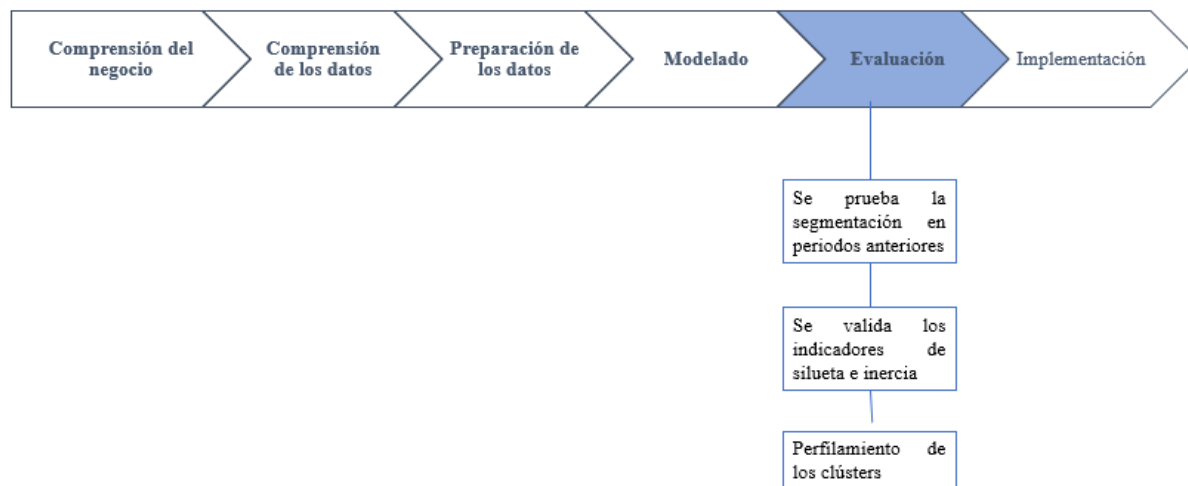 Comprensión del
negocio
Comprensión
de los datos
Preparación de
los datos
Modelado
Evaluación
Implementación
Se prueba la
segmentación en
periodos anteriores
Se valida los
indicadores de
silueta e inercia
Perfilamiento de
los clústers